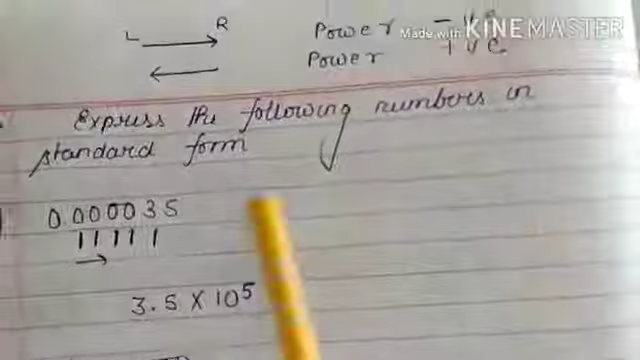 L R
Power -ve
Power +ve
Made with KINEMASTER
Express the following numbers in
standard form
0.000035
3.5 X 10⁵